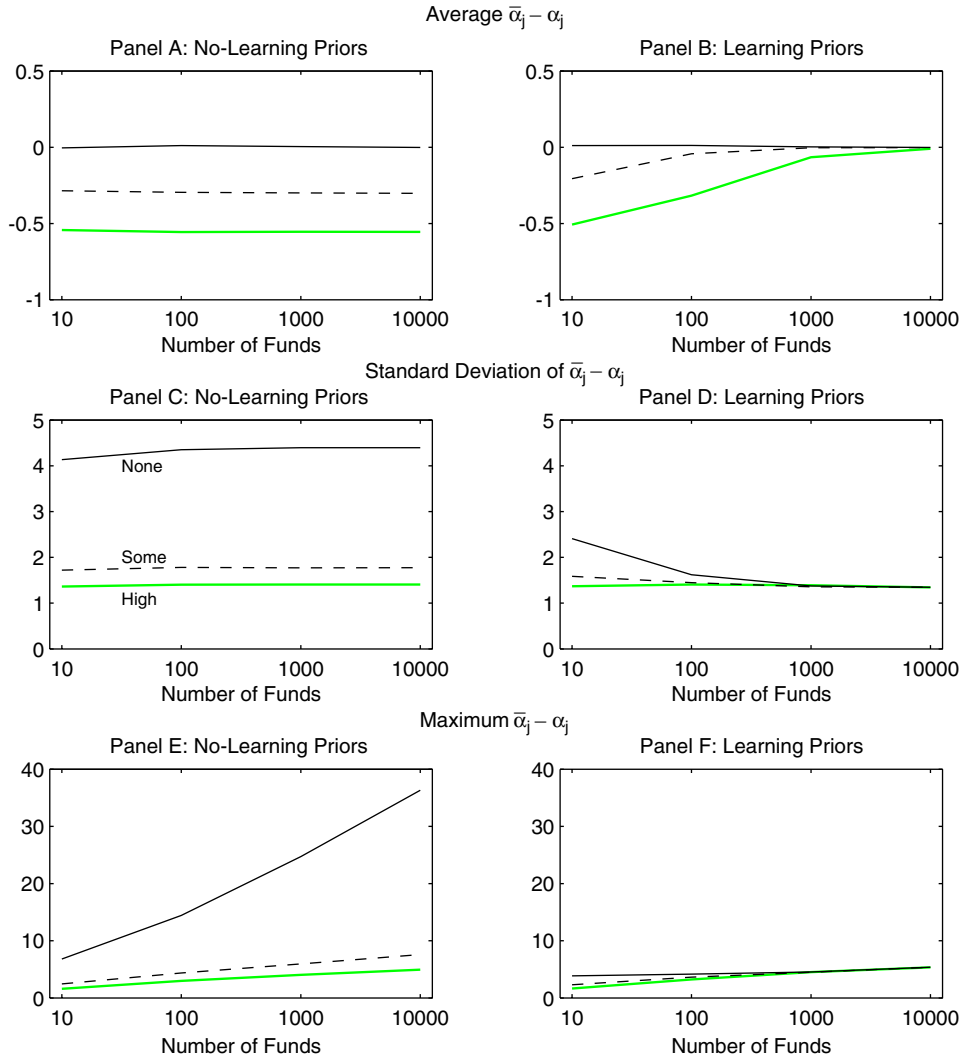 Average ᾱj – αj
Panel A: No-Learning Priors
0.5
0
-0.5
-1
10 100 1000 10000
Number of Funds
Panel B: Learning Priors
0.5
0
-0.5
-1
10 100 1000 10000
Number of Funds
Standard Deviation of ᾱj – αj
Panel C: No-Learning Priors
5
4
3
2
1
0
None
Some
High
10 100 1000 10000
Number of Funds
Panel D: Learning Priors
5
4
3
2
1
0
10 100 1000 10000
Number of Funds
Maximum ᾱj – αj
Panel E: No-Learning Priors
40
30
20
10
0
10 100 1000 10000
Number of Funds
Panel F: Learning Priors
40
30
20
10
0
10 100 1000 10000
Number of Funds